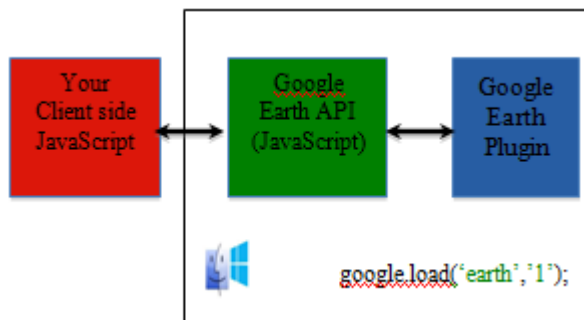 Your
Client side
JavaScript
Google
Earth API
(JavaScript)
Google
Earth
Plugin
google.load(‘earth’,’1’);